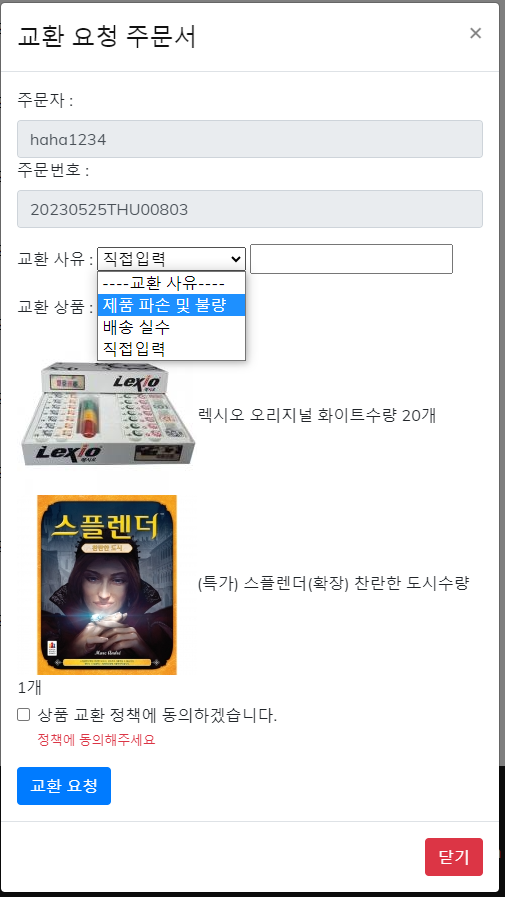 교환 요청 주문서
×
주문자 :
haha1234
주문번호 :
20230525THU00803
교환 사유 : 직접입력
----교환 사유----
제품 파손 및 불량
교환 상품 :
배송 실수
직접입력
Lexio
렉시오 오리지널 화이트수량 20개
Lexio
렉시오
스플렌더
찬란한 도시
(특가) 스플렌더(확장) 찬란한 도시수량
Marc André
1개
상품 교환 정책에 동의하겠습니다.
정책에 동의해주세요
교환 요청
닫기